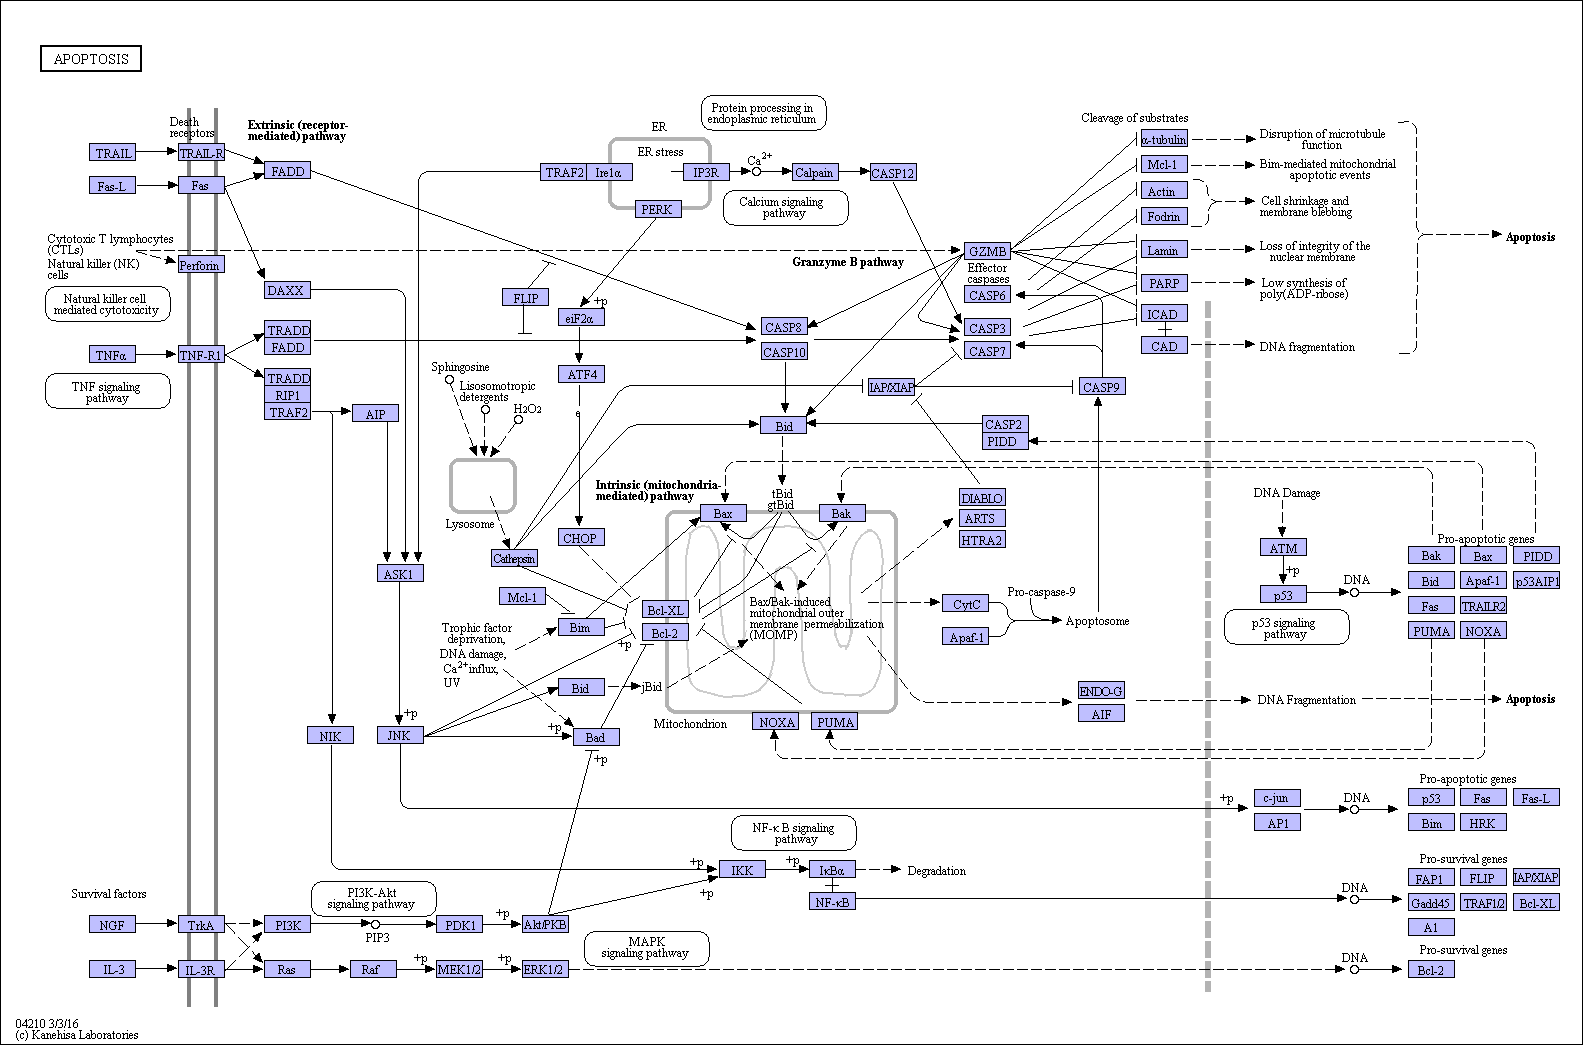 APOPTOSIS
Death
receptors
Extrinsic (receptor-
mediated) pathway
TRAIL
TRAIL-R
Fas-L
Fas
FADD
Cytotoxic T lymphocytes
(CTLs)
Natural killer (NK)
cells
Perforin
Natural killer cell
mediated cytotoxicity
DAXX
TRADD
FADD
TNFα
TNF-R1
TNF signaling
pathway
TRADD
RIP1
TRAF2
AIP
ER
ER stress
TRAF2
Ire1α
IP3R
PERK
Protein processing in
endoplasmic reticulum
Ca2+
Calpain
CASP12
Calcium signaling
pathway
FLIP
+p
eiF2α
ATF4
e
CHOP
Granzyme B pathway
GZMB
Effector
caspases
CASP6
CASP3
CASP7
CASP8
CASP10
IAP/XIAP
CASP9
Bid
CASP2
PIDD
Cleavage of substrates
α-tubulin
Mcl-1
Actin
Fodrin
Lamin
PARP
ICAD
CAD
Disruption of microtubule
function
Bim-mediated mitochondrial
apoptotic events
Cell shrinkage and
membrane blebbing
Loss of integrity of the
nuclear membrane
Low synthesis of
poly(ADP-ribose)
DNA fragmentation
Apoptosis
Sphingosine
Lisosomotropic
detergents
H2O2
Lysosome
Cathepsin
Intrinsic (mitochondria-
mediated) pathway
tBid
gtBid
Bax
Bak
DIABLO
ARTS
HTRA2
ASK1
Mcl-1
Bim
+p
Bcl-XL
Bcl-2
Bax/Bak-induced
mitochondrial outer
membrane permeabilization
(MOMP)
CytC
Apaf-1
Pro-caspase-9
Apoptosome
Trophic factor
deprivation,
DNA damage,
Ca2+ influx,
UV
Bid
jBid
Mitochondrion
NOXA
PUMA
ENDO-G
AIF
DNA Fragmentation
Apoptosis
DNA Damage
ATM
+p
p53
DNA
p53 signaling
pathway
Pro-apoptotic genes
Bak
Bax
PIDD
Bid
Apaf-1
p53AIP1
Fas
TRAILR2
PUMA
NOXA
NIK
+p
JNK
+p
Bad
+p
+p
c-jun
AP1
DNA
Pro-apoptotic genes
p53
Fas
Fas-L
Bim
HRK
NF-κ B signaling
pathway
+p
+p
IKK
+p
IκBα
NF-κB
Degradation
DNA
Pro-survival genes
FAP1
FLIP
IAP/XIAP
Gadd45
TRAF1/2
Bcl-XL
A1
Survival factors
NGF
TrkA
PI3K
PI3K-Akt
signaling pathway
PIP3
PDK1
+p
Akt/PKB
MAPK
signaling pathway
IL-3
IL-3R
Ras
Raf
+p
MEK1/2
+p
ERK1/2
DNA
Pro-survival genes
Bcl-2
04210 3/3/16
(c) Kanehisa Laboratories